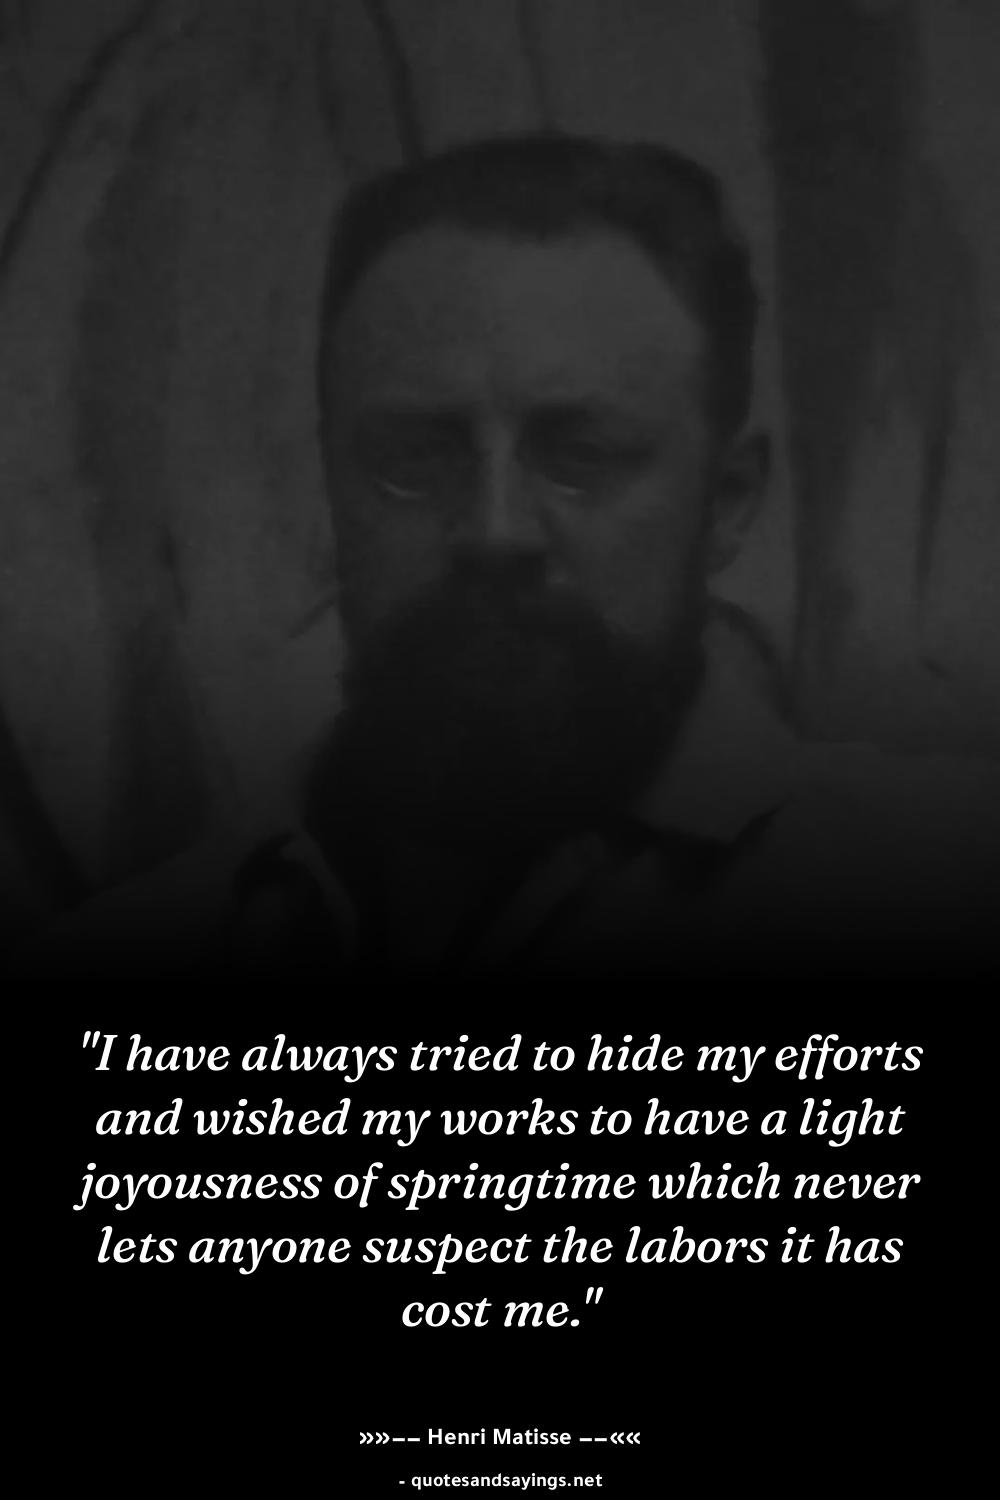 "I have always tried to hide my efforts
and wished my works to have a light
joyousness of springtime which never
lets anyone suspect the labors it has
cost me."
»»−− Henri Matisse −−««
- quotesandsayings.net